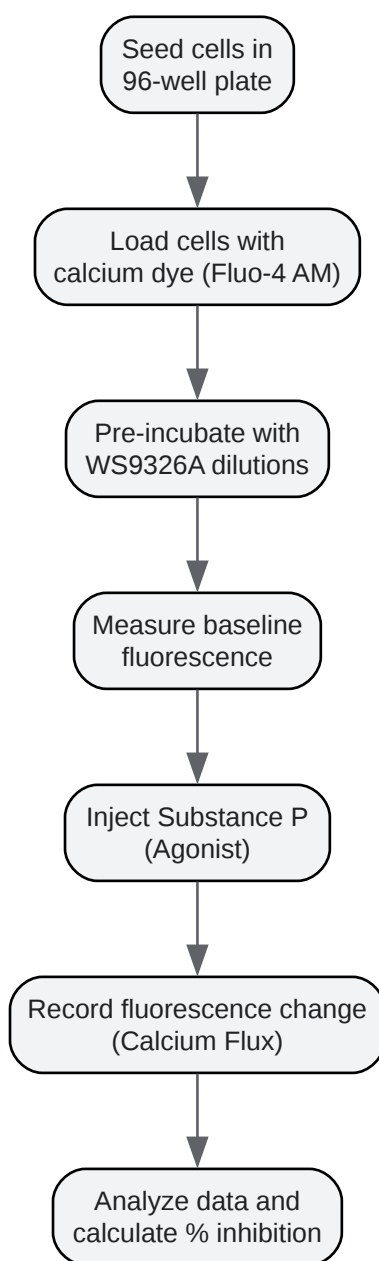 Seed cells in
96-well plate
Load cells with
calcium dye (Fluo-4 AM)
Pre-incubate with
WS9326A dilutions
Measure baseline
fluorescence
Inject Substance P
(Agonist)
Record fluorescence change
(Calcium Flux)
Analyze data and
calculate % inhibition